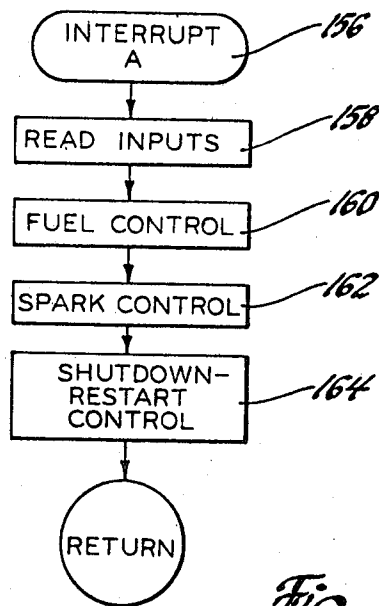 INTERRUPT
A
156
READ INPUTS
158
FUEL CONTROL
160
SPARK CONTROL
162
SHUTDOWN-
RESTART
CONTROL
164
RETURN